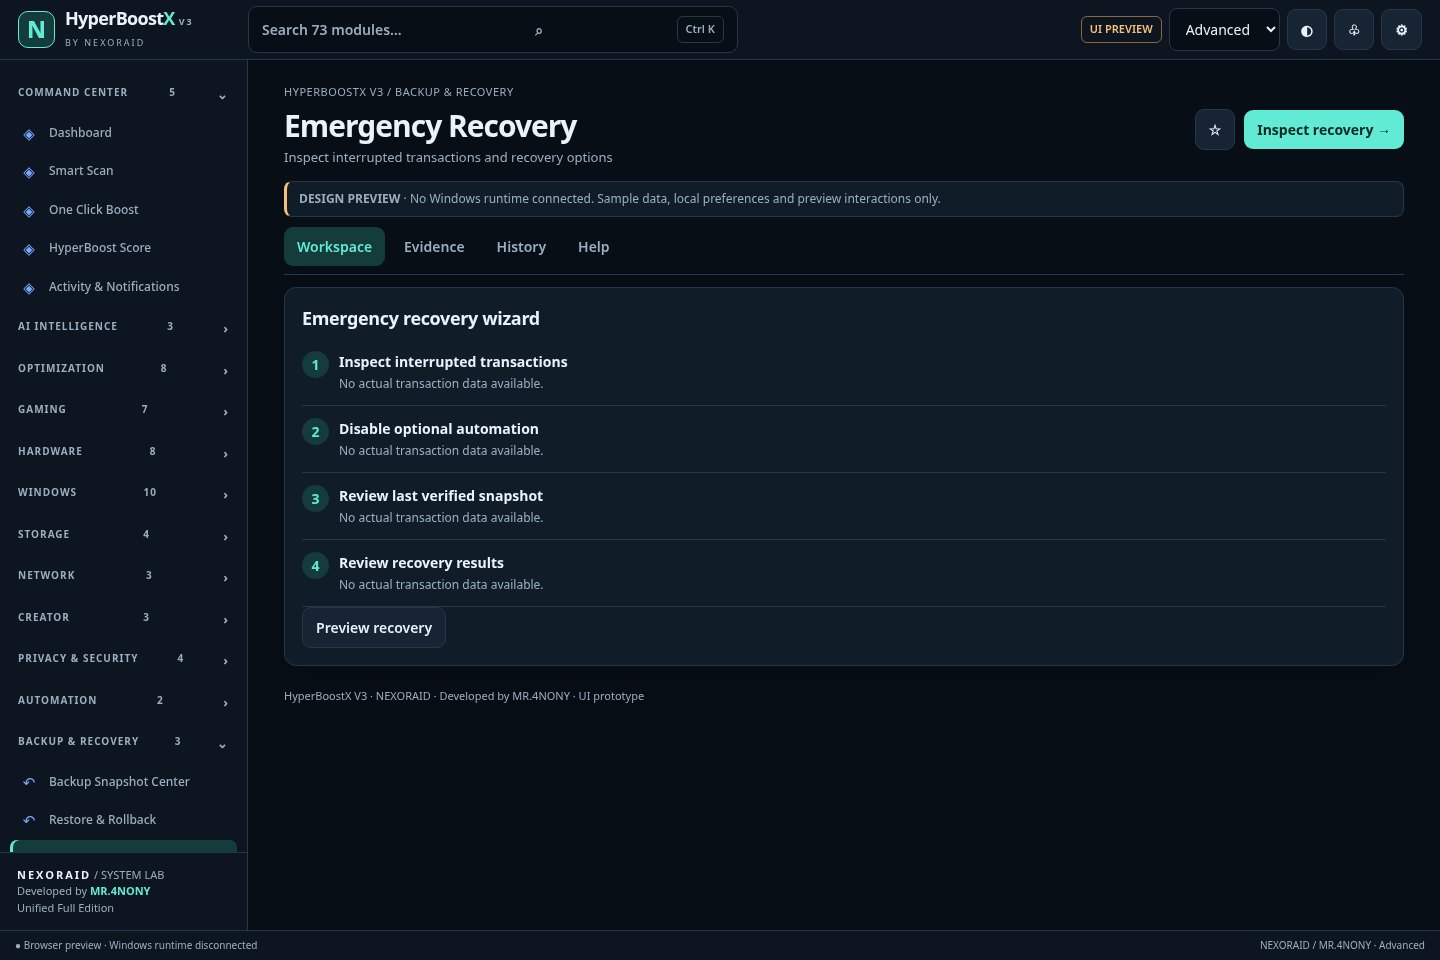 N HyperBoostX V3
BY NEXORAID
Search 73 modules...
Ctrl K
UI PREVIEW
Advanced
COMMAND CENTER 5
Dashboard
Smart Scan
One Click Boost
HyperBoost Score
Activity & Notifications
AI INTELLIGENCE 3
OPTIMIZATION 8
GAMING 7
HARDWARE 8
WINDOWS 10
STORAGE 4
NETWORK 3
CREATOR 3
PRIVACY & SECURITY 4
AUTOMATION 2
BACKUP & RECOVERY 3
Backup Snapshot Center
Restore & Rollback
NEXORAID / SYSTEM LAB
Developed by MR.4NONY
Unified Full Edition
HYPERBOOSTX V3 / BACKUP & RECOVERY
Emergency Recovery
Inspect interrupted transactions and recovery options
Inspect recovery →
DESIGN PREVIEW · No Windows runtime connected. Sample data, local preferences and preview interactions only.
Workspace Evidence History Help
Emergency recovery wizard
1 Inspect interrupted transactions
No actual transaction data available.
2 Disable optional automation
No actual transaction data available.
3 Review last verified snapshot
No actual transaction data available.
4 Review recovery results
No actual transaction data available.
Preview recovery
HyperBoostX V3 · NEXORAID · Developed by MR.4NONY · UI prototype
● Browser preview · Windows runtime disconnected
NEXORAID / MR.4NONY · Advanced